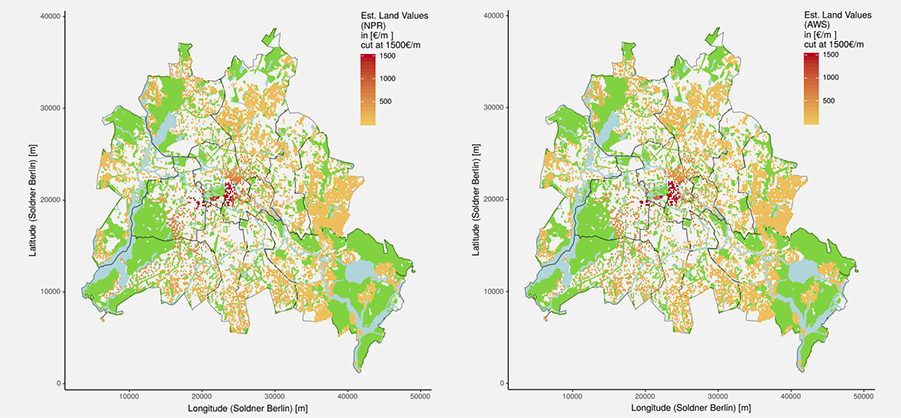 Est. Land Values
(NPR)
in [€/m ]
cut at 1500€/m
1500
1000
500
40000
30000
20000
10000
0
Latitude (Soldner Berlin) [m]
10000 20000 30000 40000 50000
Longitude (Soldner Berlin) [m]
Est. Land Values
(AWS)
in [€/m ]
cut at 1500€/m
1500
1000
500
40000
30000
20000
10000
0
Latitude (Soldner Berlin) [m]
10000 20000 30000 40000 50000
Longitude (Soldner Berlin) [m]